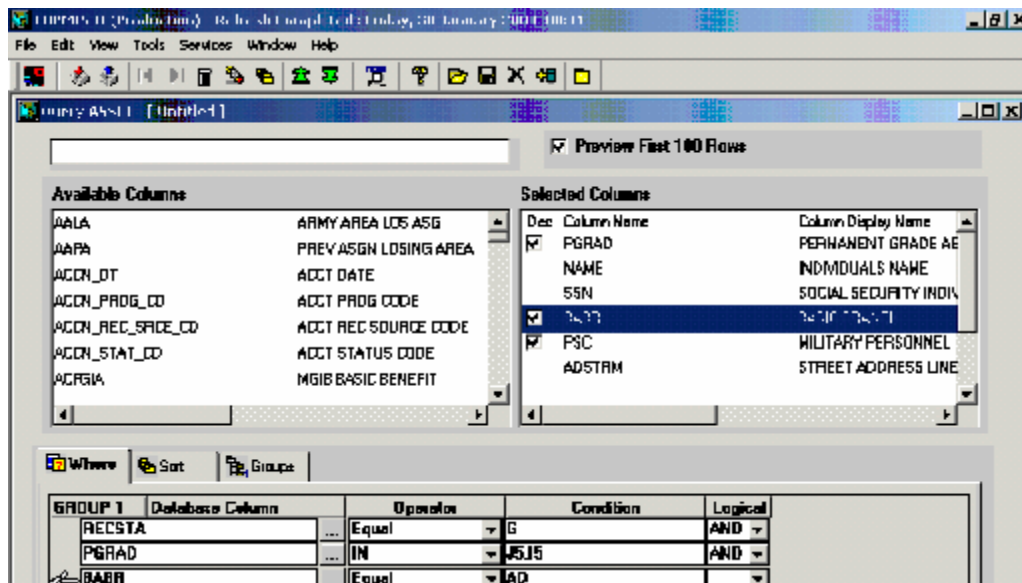 File Edit View Tools Services Window Help
[Untitled]
Preview First 100 Rows
Available Columns
AALA ARMY AREA LOS ASG
AAPA PREV ASGN LOSING AREA
ACCN_DT ACCT DATE
ACCN_PROG_CD ACCT PROG CODE
ACCN_REC_SRCE_CD ACCT REC SOURCE CODE
ACCN_STAT_CD ACCT STATUS CODE
MGIB BASIC BENEFIT
Selected Columns
Dec Column Name Column Display Name
PGRAD PERMANENT GRADE AB
NAME INDIVIDUALS NAME
SSN SOCIAL SECURITY INDIV
PSC MILITARY PERSONNEL
ADSTRM STREET ADDRESS LINE
Where Sort Groups
GROUP 1 Database Column Operator Condition Logical
RECSTA ... Equal G AND
PGRAD ... IN AND
BABR ... Equal AD